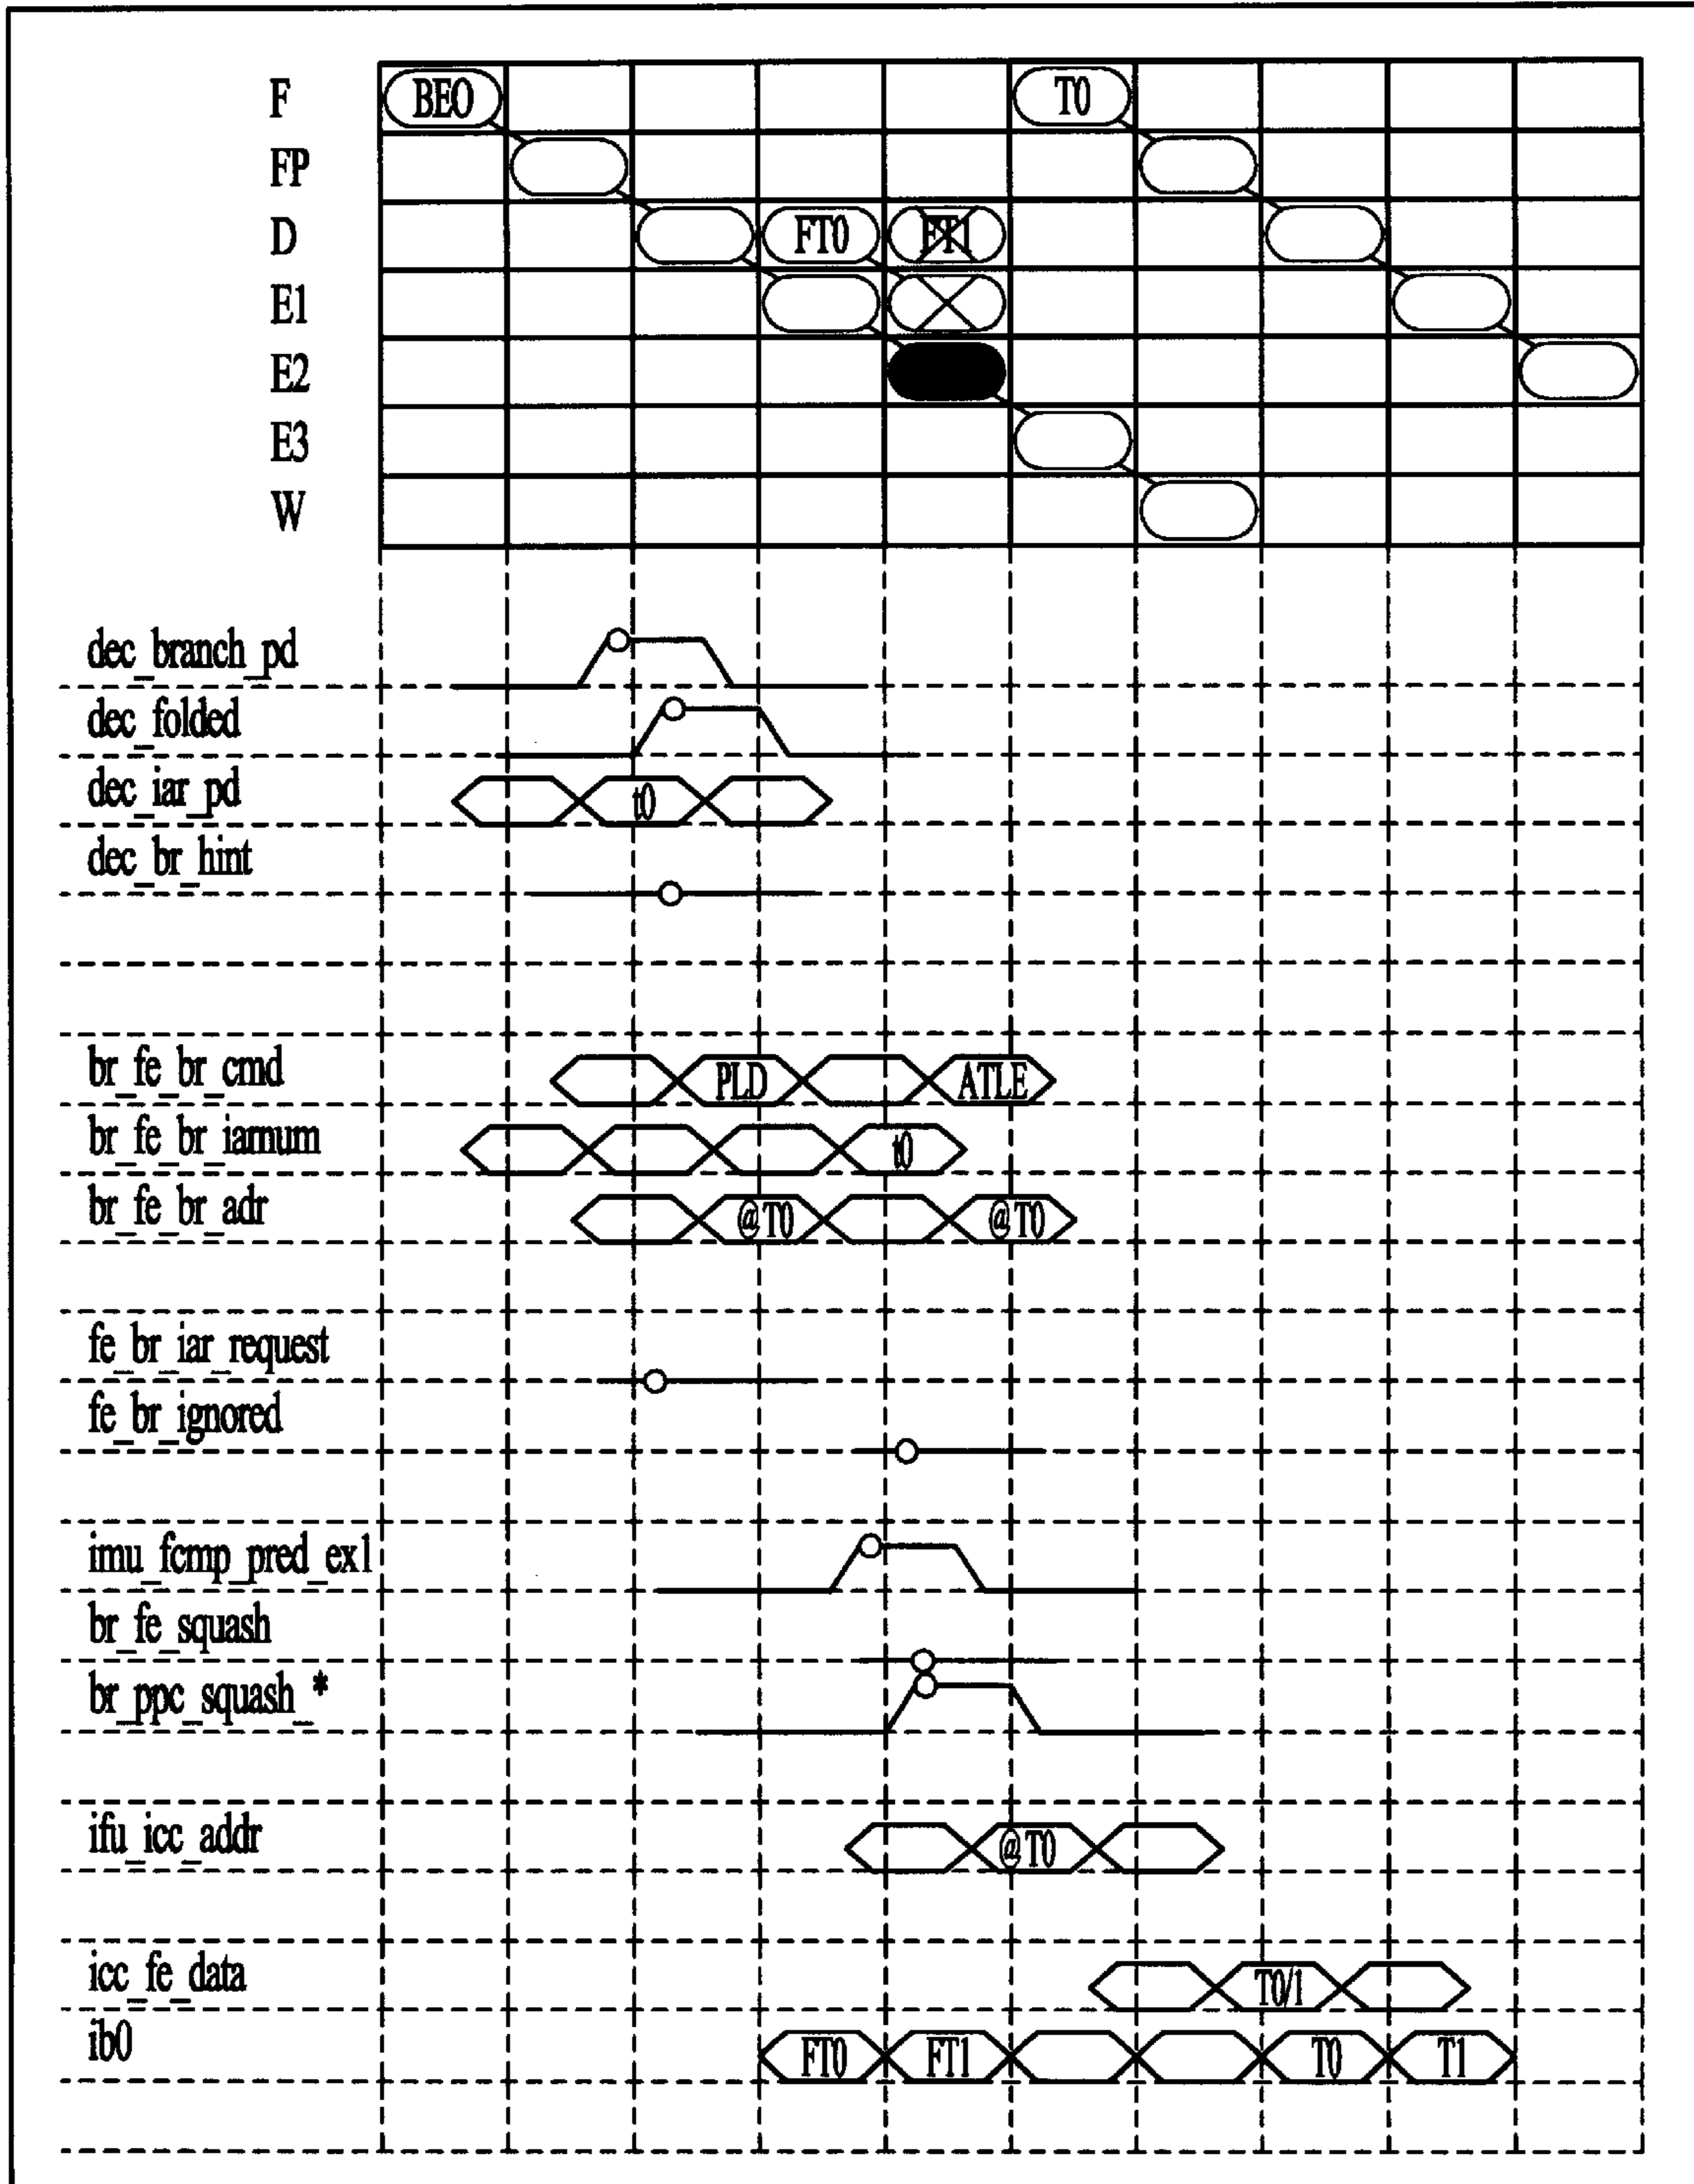 F BEO T0
FP
D FT0 FT1
E1
E2
E3
W
dec_branch_pd
dec_folded
dec_iar_pd t0
dec_br_hint
br_fe_br_cmd PLD ATLE
br_fe_br_iarnum t0
br_fe_br_adr @T0 @T0
fe_br_iar_request
fe_br_ignored
imu_fcmp_pred_ex1
br_fe_squash
br_ppc_squash_*
ifu_icc_addr @T0
icc_fe_data T0/1
ib0 FT0 FT1 T0 T1